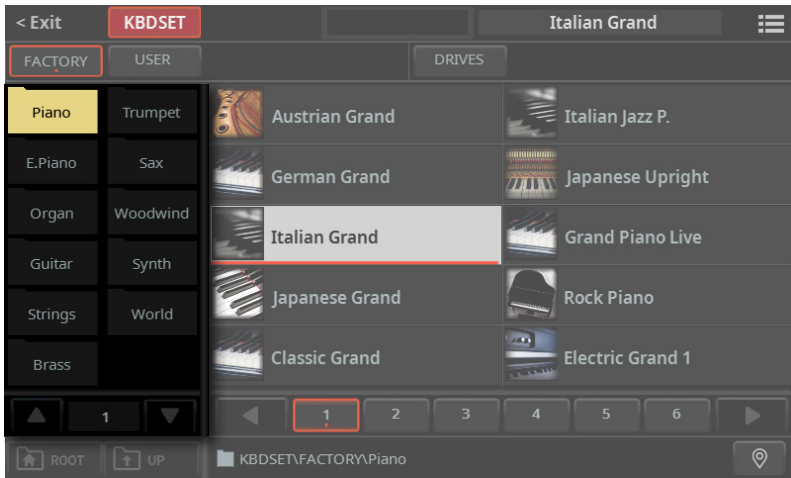 < Exit KBDSET Italian Grand
FACTORY USER DRIVES
Piano Trumpet Austrian Grand Italian Jazz P.
E.Piano Sax German Grand Japanese Upright
Organ Woodwind Italian Grand Grand Piano Live
Guitar Synth Japanese Grand Rock Piano
Strings World Classic Grand Electric Grand 1
Brass
1 1 2 3 4 5 6
ROOT UP KBDSET\FACTORY\Piano